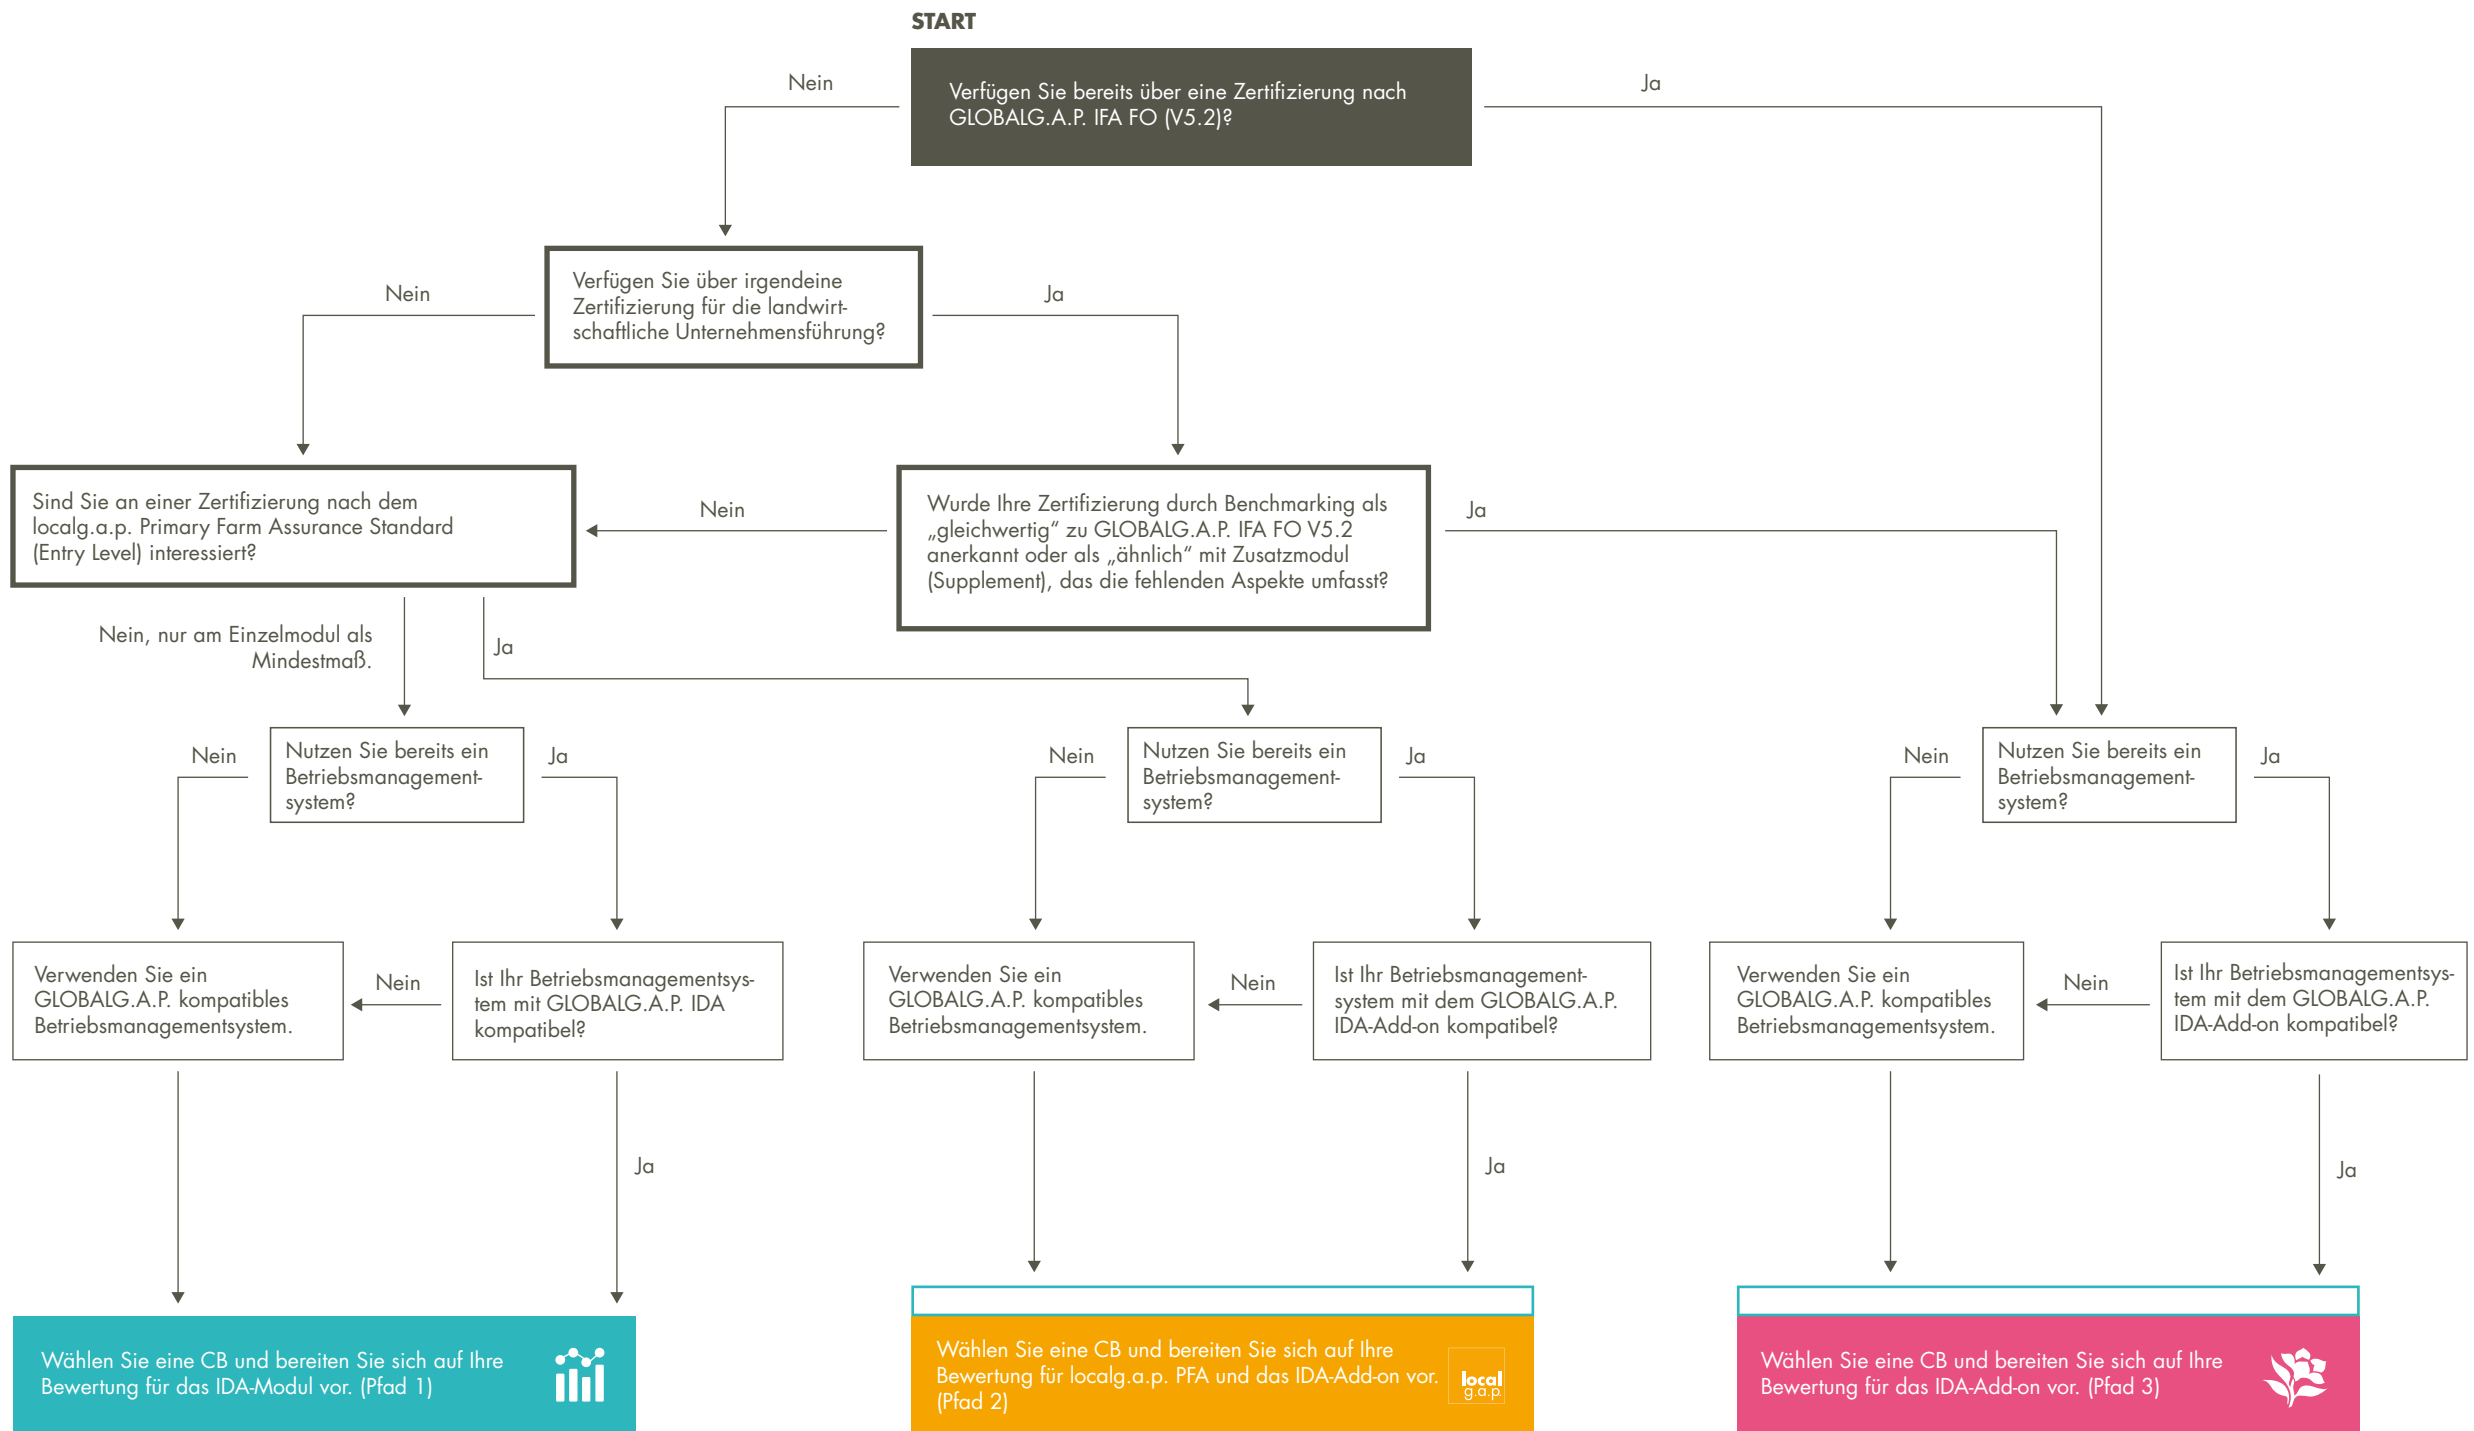 START
Nein
Verfügen Sie bereits über eine Zertifizierung nach
GLOBALG.A.P. IFA FO (V5.2)?
Ja
Nein
Verfügen Sie über irgendeine
Zertifizierung für die landwirt-
schaftliche Unternehmensführung?
Ja
Sind Sie an einer Zertifizierung nach dem
localg.a.p. Primary Farm Assurance Standard
(Entry Level) interessiert?
Nein
Wurde Ihre Zertifizierung durch Benchmarking als
„gleichwertig“ zu GLOBALG.A.P. IFA FO V5.2
anerkannt oder als „ähnlich“ mit Zusatzmodul
(Supplement), das die fehlenden Aspekte umfasst?
Ja
Nein, nur am Einzelmodul als
Mindestmaß.
Ja
Nein
Nutzen Sie bereits ein
Betriebsmanagement-
system?
Ja
Nein
Nutzen Sie bereits ein
Betriebsmanagement-
system?
Ja
Nein
Nutzen Sie bereits ein
Betriebsmanagement-
system?
Ja
Verwenden Sie ein
GLOBALG.A.P. kompatibles
Betriebsmanagementsystem.
Nein
Ist Ihr Betriebsmanagementsys-
tem mit GLOBALG.A.P. IDA
kompatibel?
Verwenden Sie ein
GLOBALG.A.P. kompatibles
Betriebsmanagementsystem.
Nein
Ist Ihr Betriebsmanagement-
system mit dem GLOBALG.A.P.
IDA-Add-on kompatibel?
Verwenden Sie ein
GLOBALG.A.P. kompatibles
Betriebsmanagementsystem.
Nein
Ist Ihr Betriebsmanagementsys-
tem mit dem GLOBALG.A.P.
IDA-Add-on kompatibel?
Ja
Ja
Ja
Wählen Sie eine CB und bereiten Sie sich auf Ihre
Bewertung für das IDA-Modul vor. (Pfad 1)
Wählen Sie eine CB und bereiten Sie sich auf Ihre
Bewertung für localg.a.p. PFA und das IDA-Add-on vor.
(Pfad 2)
local
g.a.p.
Wählen Sie eine CB und bereiten Sie sich auf Ihre
Bewertung für das IDA-Add-on vor. (Pfad 3)